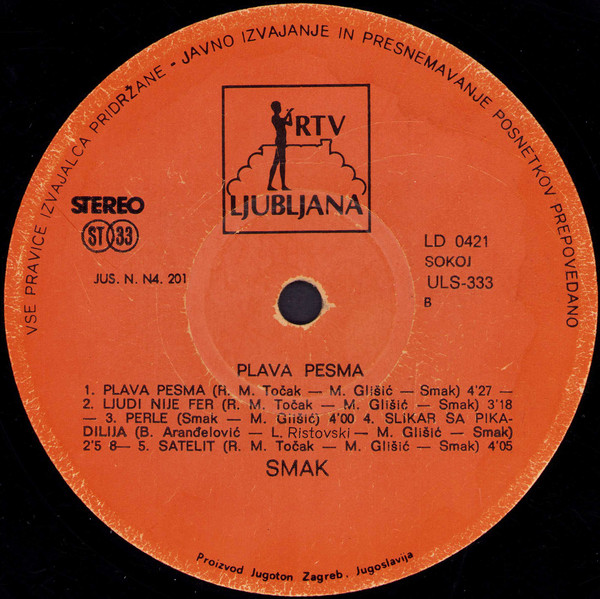 VSE PRAVICE IZVAJALCA PRIDRŽANE - JAVNO IZVAJANJE IN PRESNEMAVANJE POSNETKOV PREPOVEDANO
RTV
LJUBLJANA
STEREO
ST 33
LD 0421
SOKOJ
JUS. N. N4. 201
ULS-333
B
PLAVA PESMA
1. PLAVA PESMA (R. M. Točak — M. Glišić — Smak) 4'27 —
2. LJUDI NIJE FER (R. M. Točak — M. Glišić — Smak) 3'18
— 3. PERLE (Smak — M. Glišić) 4'00 4. SLIKAR SA PIKA-
DILIJA (B. Aranđelović — L. Ristovski — M. Glišić — Smak)
2'5 8— 5. SATELIT (R. M. Točak — M. Glišić — Smak) 4'05
SMAK
Proizvod Jugoton Zagreb, Jugoslavija